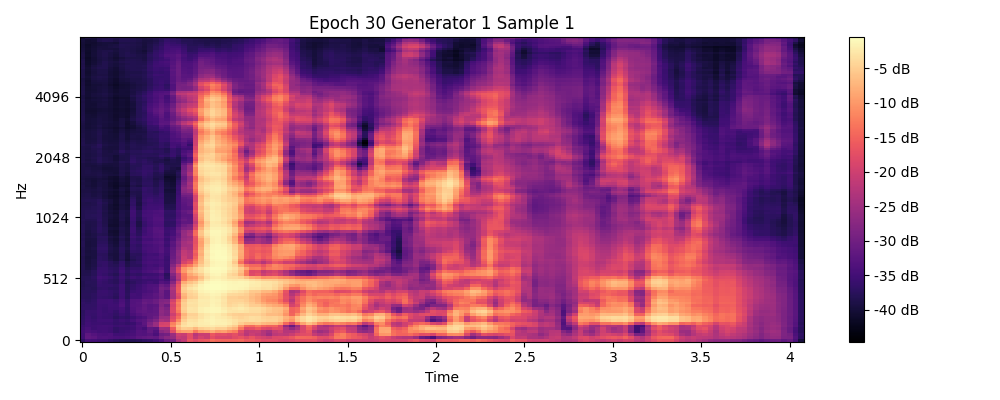 Epoch 30 Generator 1 Sample 1
Hz
4096
2048
1024
512
0
0 0.5 1 1.5 2 2.5 3 3.5 4
Time
-5 dB
-10 dB
-15 dB
-20 dB
-25 dB
-30 dB
-35 dB
-40 dB